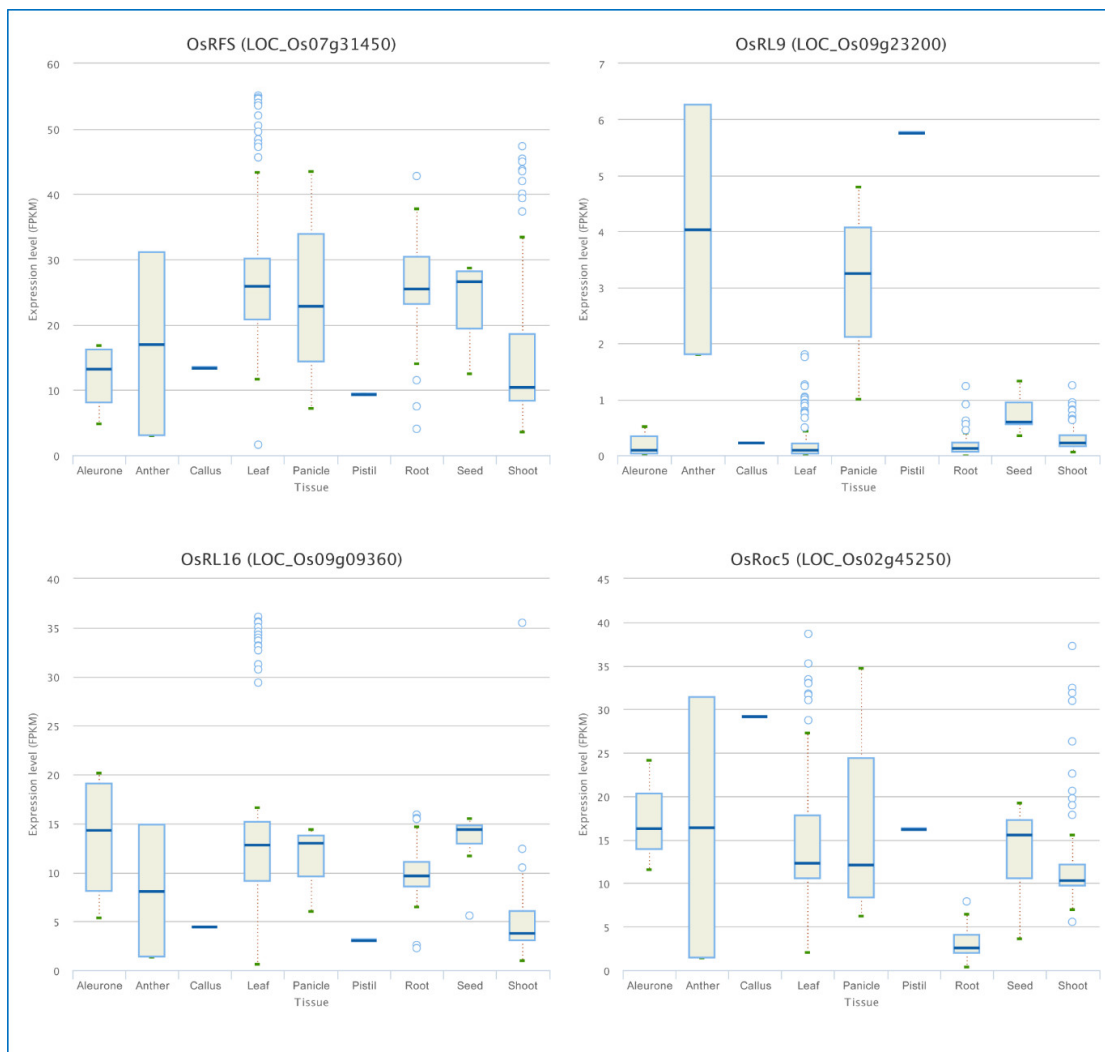 OsRFS (LOC_Os07g31450)
60
50
40
30
20
10
0
Expression level (FPKM)
Aleurone Anther Callus Leaf Panicle Pistil Root Seed Shoot
Tissue
OsRL9 (LOC_Os09g23200)
7
6
5
4
3
2
1
0
Expression level (FPKM)
Aleurone Anther Callus Leaf Panicle Pistil Root Seed Shoot
Tissue
OsRL16 (LOC_Os09g09360)
40
35
30
25
20
15
10
5
0
Expression level (FPKM)
Aleurone Anther Callus Leaf Panicle Pistil Root Seed Shoot
Tissue
OsRoc5 (LOC_Os02g45250)
45
40
35
30
25
20
15
10
5
0
Expression level (FPKM)
Aleurone Anther Callus Leaf Panicle Pistil Root Seed Shoot
Tissue